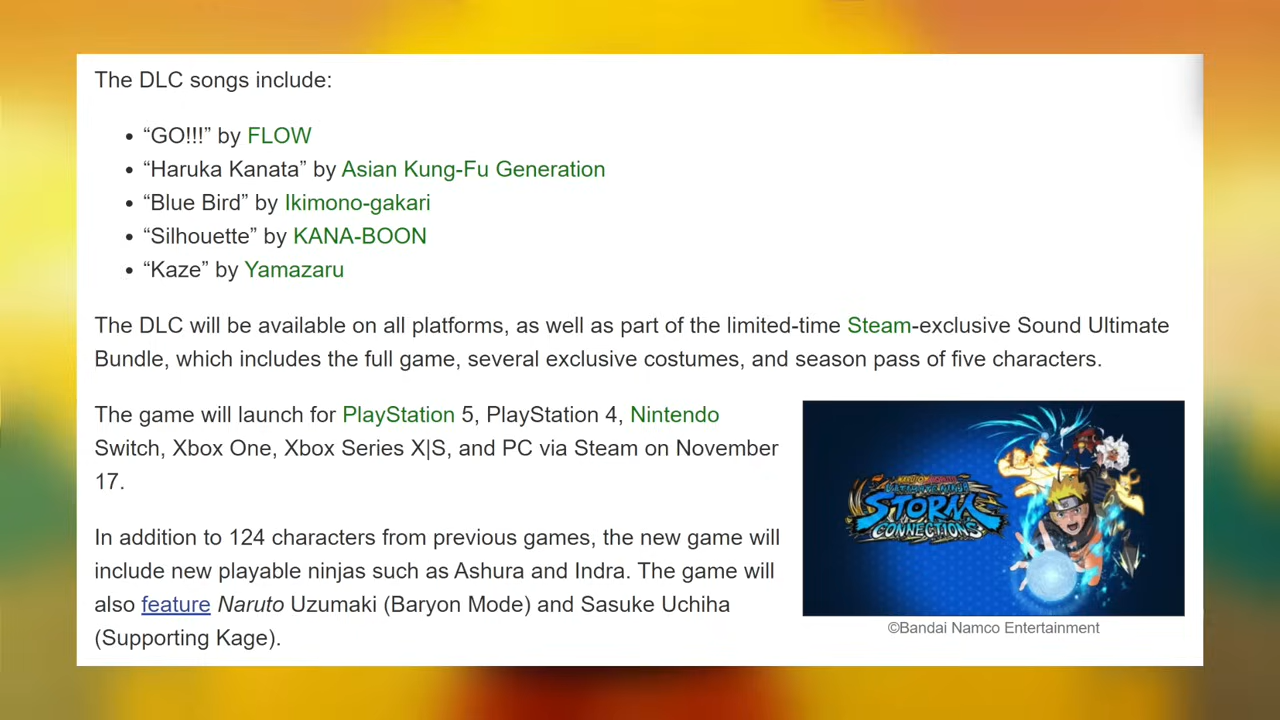 The DLC songs include:
• “GO!!!” by FLOW
• “Haruka Kanata” by Asian Kung-Fu Generation
• “Blue Bird” by Ikimono-gakari
• “Silhouette” by KANA-BOON
• “Kaze” by Yamazaru
The DLC will be available on all platforms, as well as part of the limited-time Steam-exclusive Sound Ultimate
Bundle, which includes the full game, several exclusive costumes, and season pass of five characters.
The game will launch for PlayStation 5, PlayStation 4, Nintendo
Switch, Xbox One, Xbox Series X|S, and PC via Steam on November
17.
In addition to 124 characters from previous games, the new game will
include new playable ninjas such as Ashura and Indra. The game will
also feature Naruto Uzumaki (Baryon Mode) and Sasuke Uchiha
(Supporting Kage).
ULTIMATE NINJA
STORM
CONNECTIONS
©Bandai Namco Entertainment